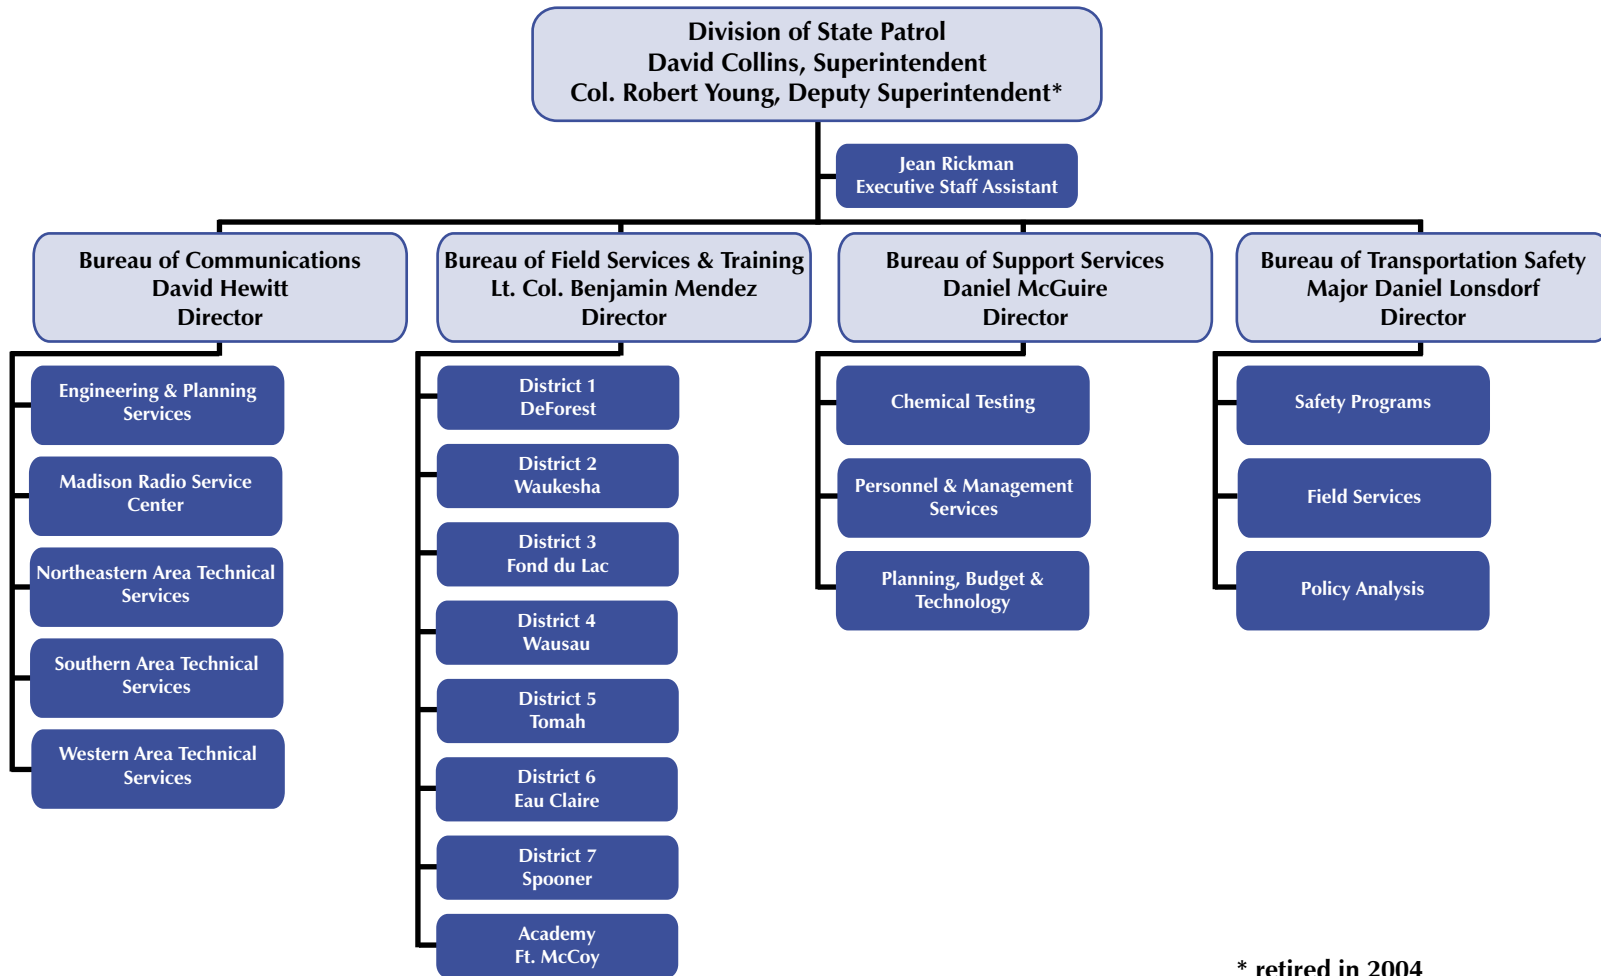 Division of State Patrol
David Collins, Superintendent
Col. Robert Young, Deputy Superintendent*
Jean Rickman
Executive Staff Assistant
Bureau of Communications
David Hewitt
Director
Engineering & Planning
Services
Madison Radio Service
Center
Northeastern Area Technical
Services
Southern Area Technical
Services
Western Area Technical
Services
Bureau of Field Services & Training
Lt. Col. Benjamin Mendez
Director
District 1
DeForest
District 2
Waukesha
District 3
Fond du Lac
District 4
Wausau
District 5
Tomah
District 6
Eau Claire
District 7
Spooner
Academy
Ft. McCoy
Bureau of Support Services
Daniel McGuire
Director
Chemical Testing
Personnel & Management
Services
Planning, Budget &
Technology
Bureau of Transportation Safety
Major Daniel Lonsdorf
Director
Safety Programs
Field Services
Policy Analysis
* retired in 2004